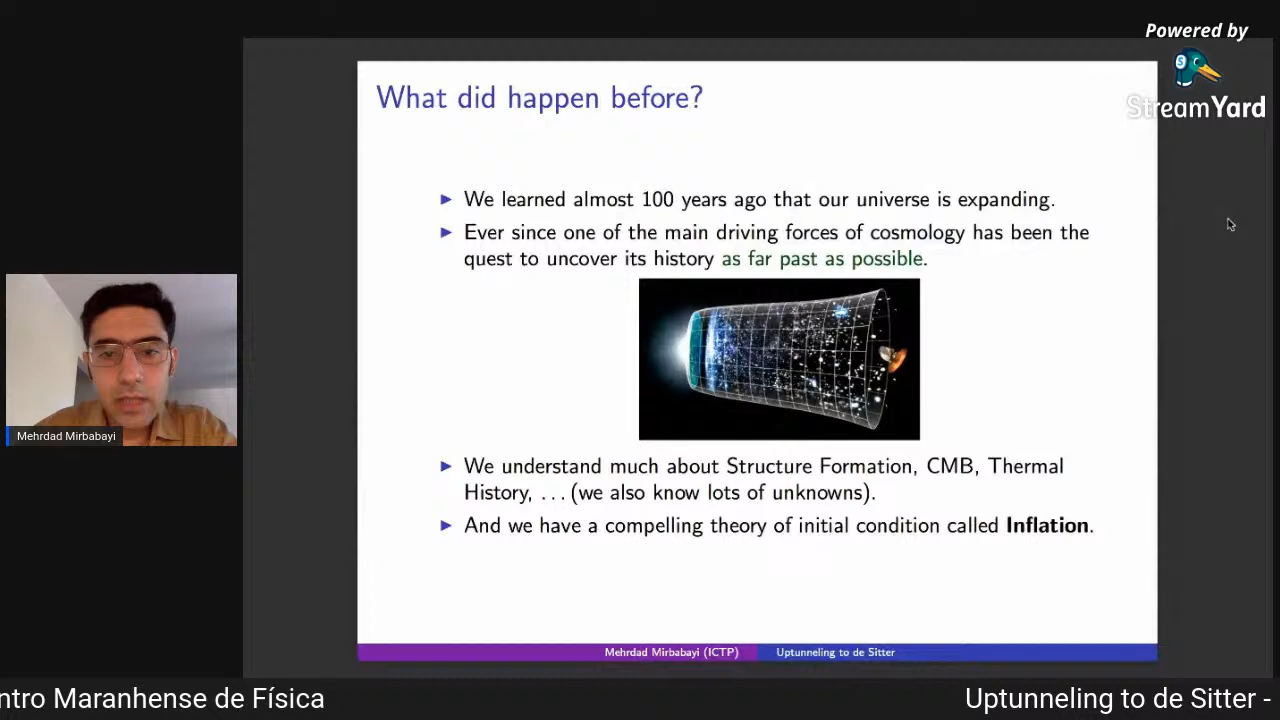 Powered by
StreamYard
What did happen before?
► We learned almost 100 years ago that our universe is expanding.
► Ever since one of the main driving forces of cosmology has been the
quest to uncover its history as far past as possible.
► We understand much about Structure Formation, CMB, Thermal
History, ... (we also know lots of unknowns).
► And we have a compelling theory of initial condition called Inflation.
Mehrdad Mirbabayi
Mehrdad Mirbabayi (ICTP) Uptunneling to de Sitter
ntro Maranhense de Física Uptunneling to de Sitter -